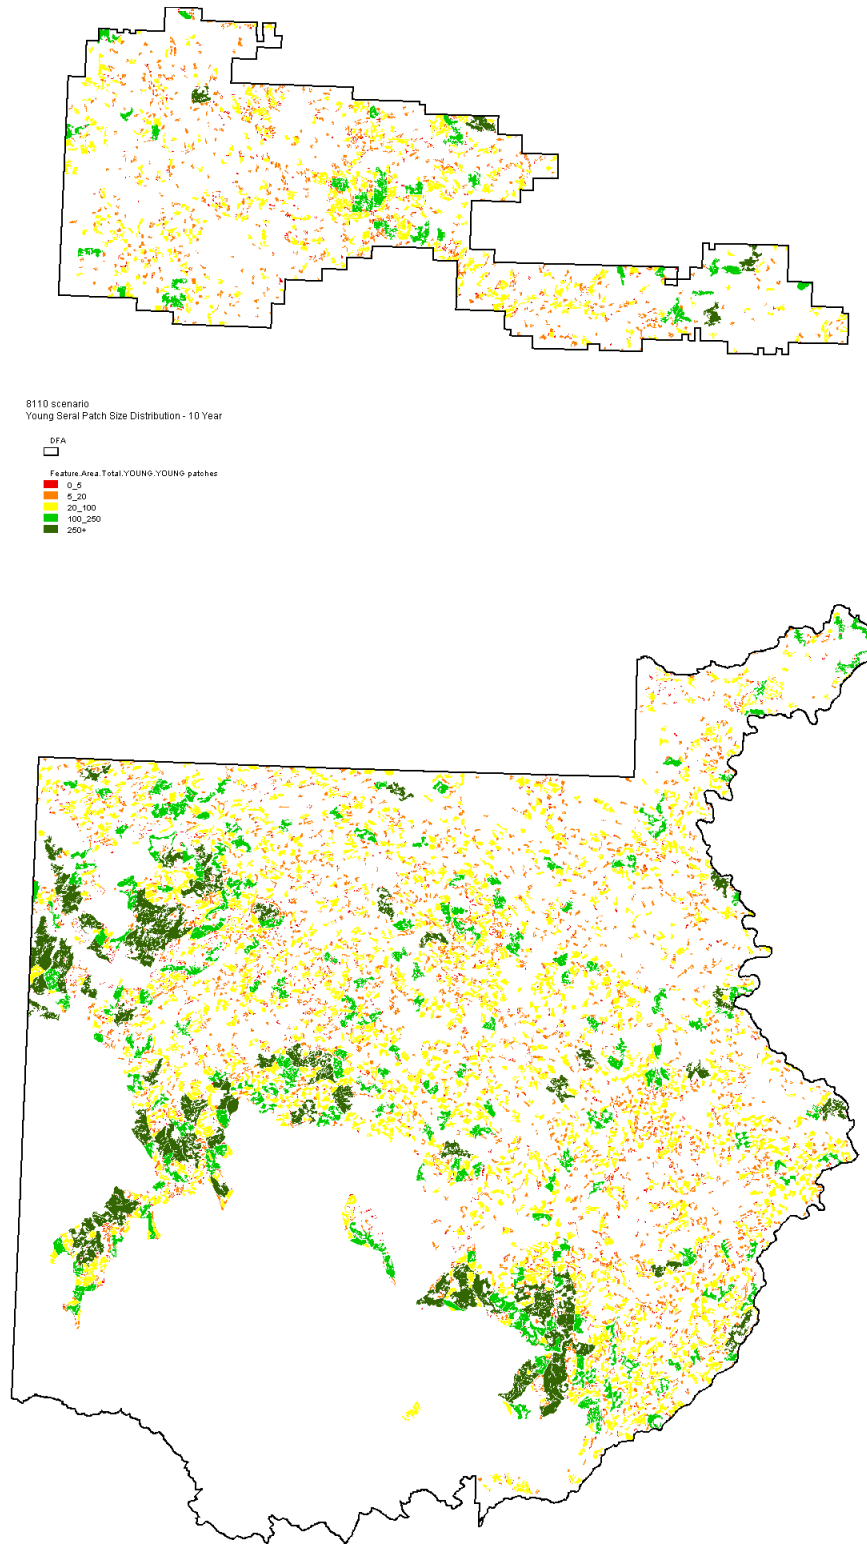 8110 scenario
Young Seral Patch Size Distribution - 10 Year
DFA
Feature.Area.Total.YOUNG.YOUNG patches
0_5
5_20
20_100
100_250
250+